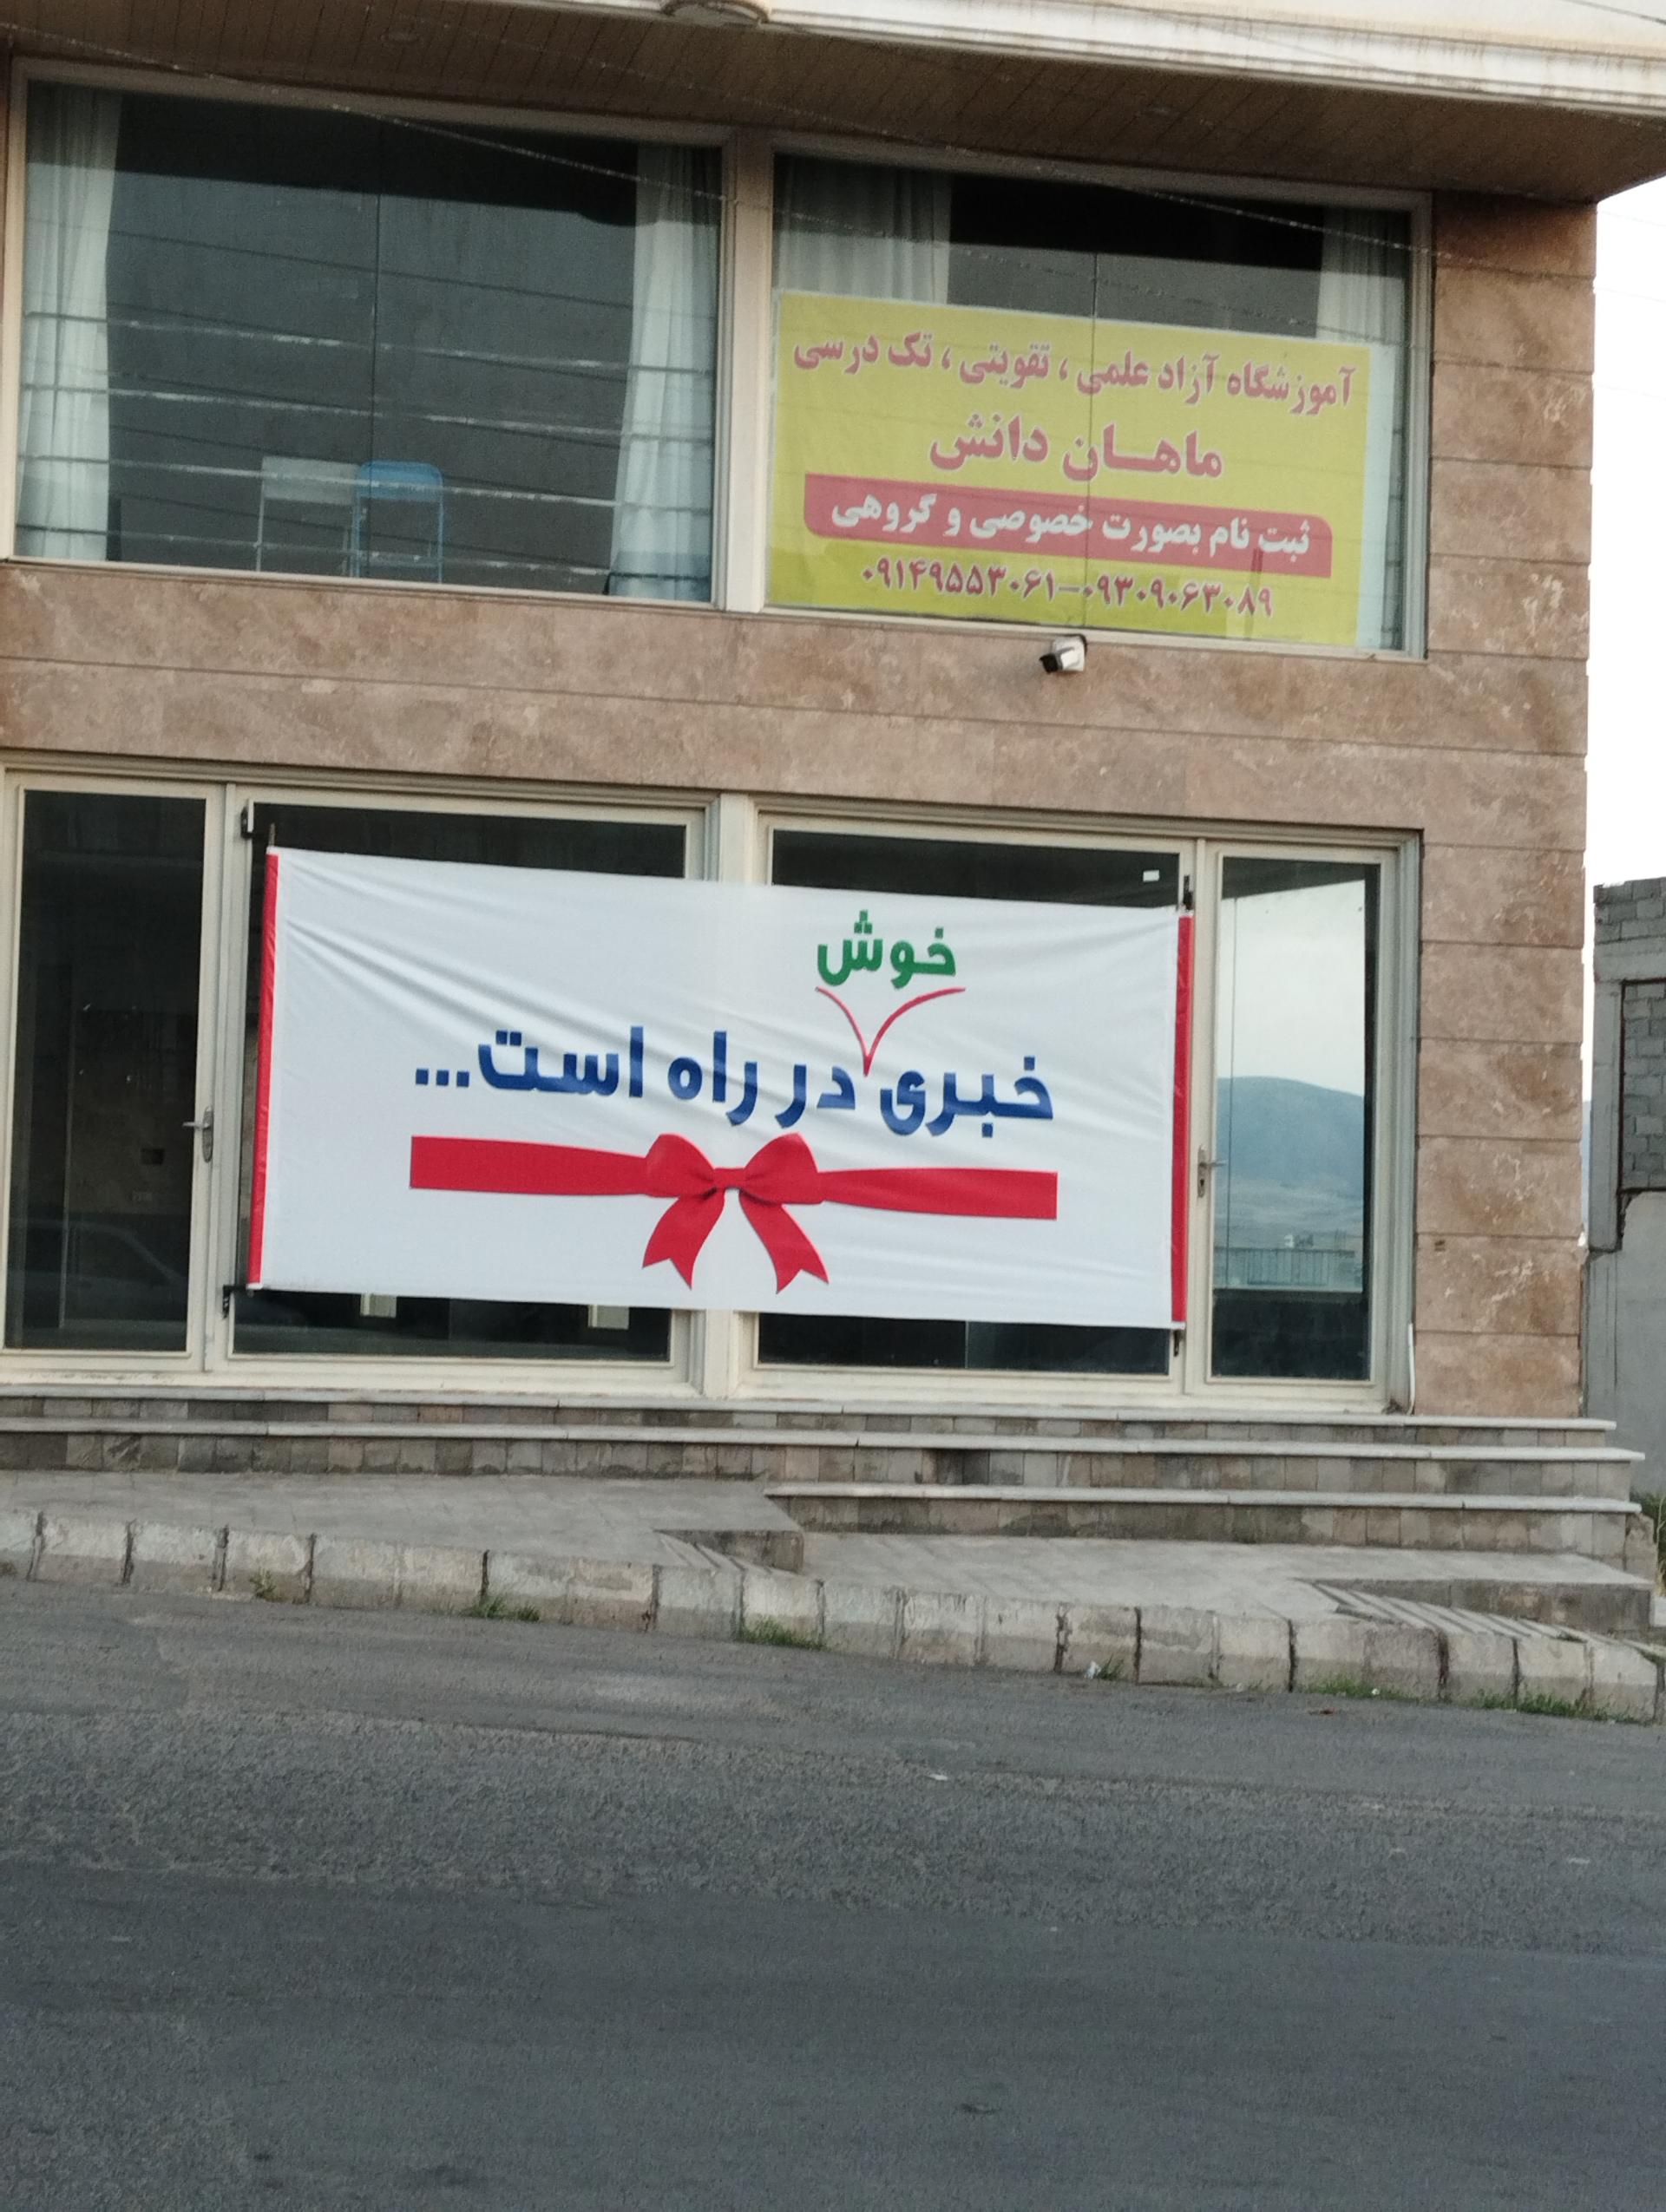 آموزشگاه آزاد علمی ، تقویتی ، تک درسی
ماهان دانش
ثبت نام بصورت خصوصی و گروهی
۰۹۱۴۹۵۵۳۰۶۱-۰۹۳۰۹۰۶۳۰۸۹
خوش
خبری در راه است...